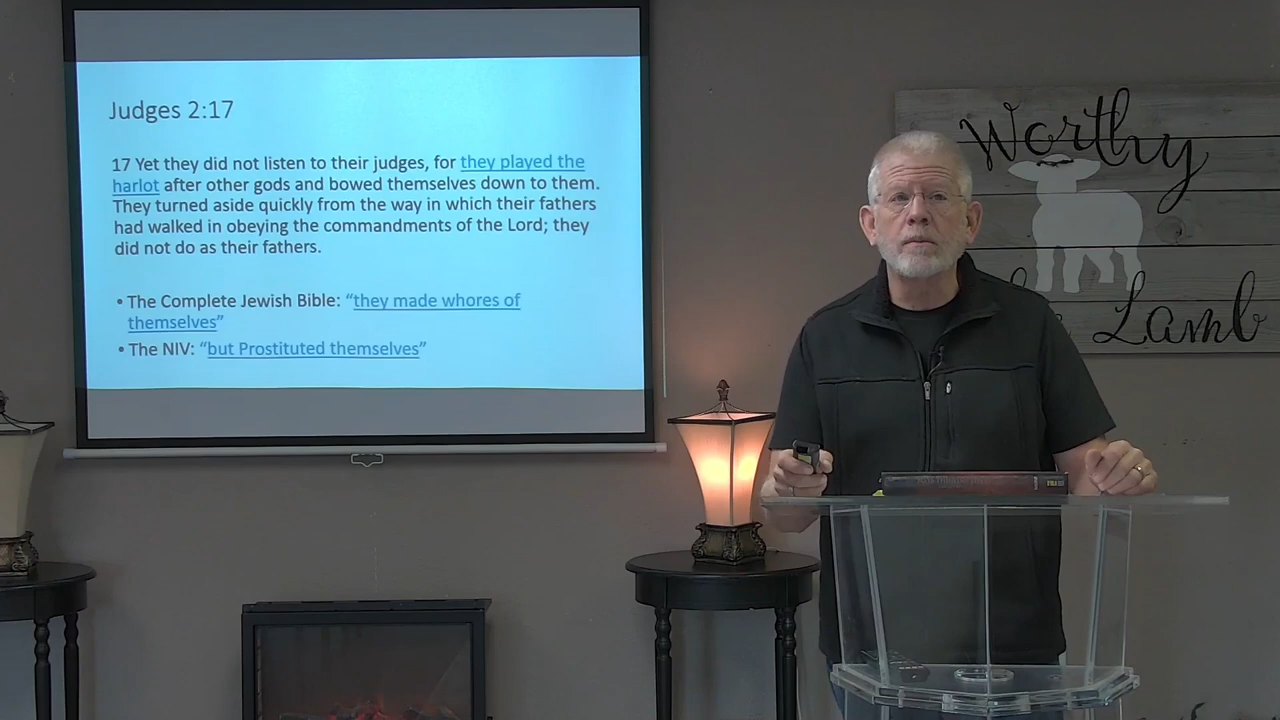 Judges 2:17
17 Yet they did not listen to their judges, for they played the
harlot after other gods and bowed themselves down to them.
They turned aside quickly from the way in which their fathers
had walked in obeying the commandments of the Lord; they
did not do as their fathers.
• The Complete Jewish Bible: “they made whores of
themselves”
• The NIV: “but Prostituted themselves”
Worthy
Lamb